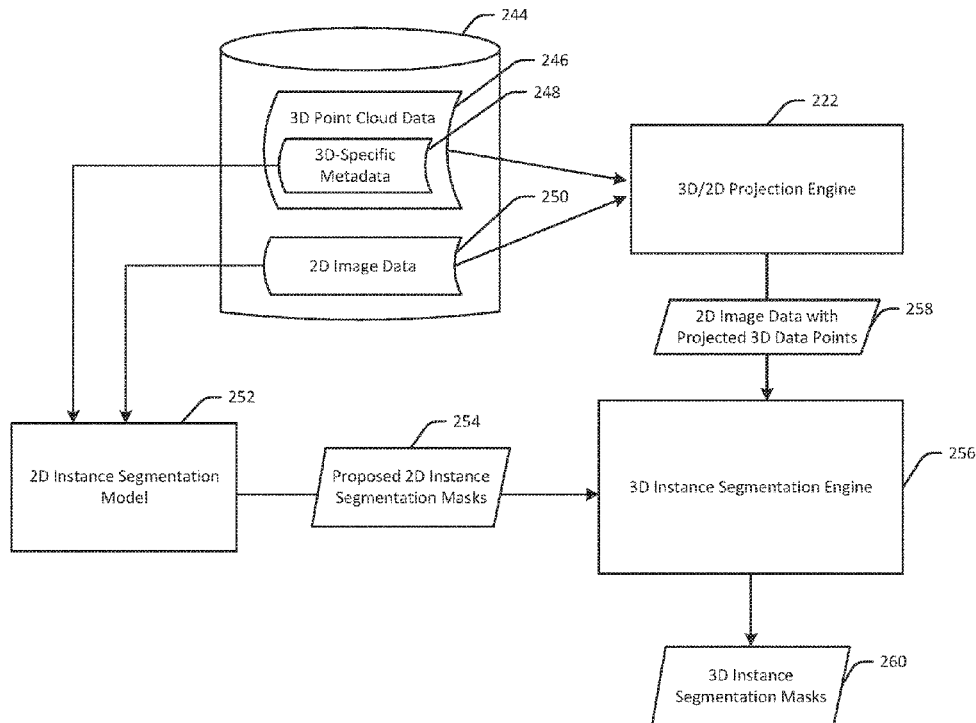 244
246
3D Point Cloud Data
248
3D-Specific
Metadata
222
3D/2D Projection Engine
250
2D Image Data
2D Image Data with
Projected 3D Data Points
258
252
2D Instance Segmentation
Model
254
Proposed 2D Instance
Segmentation Masks
256
3D Instance Segmentation Engine
3D Instance
Segmentation Masks
260